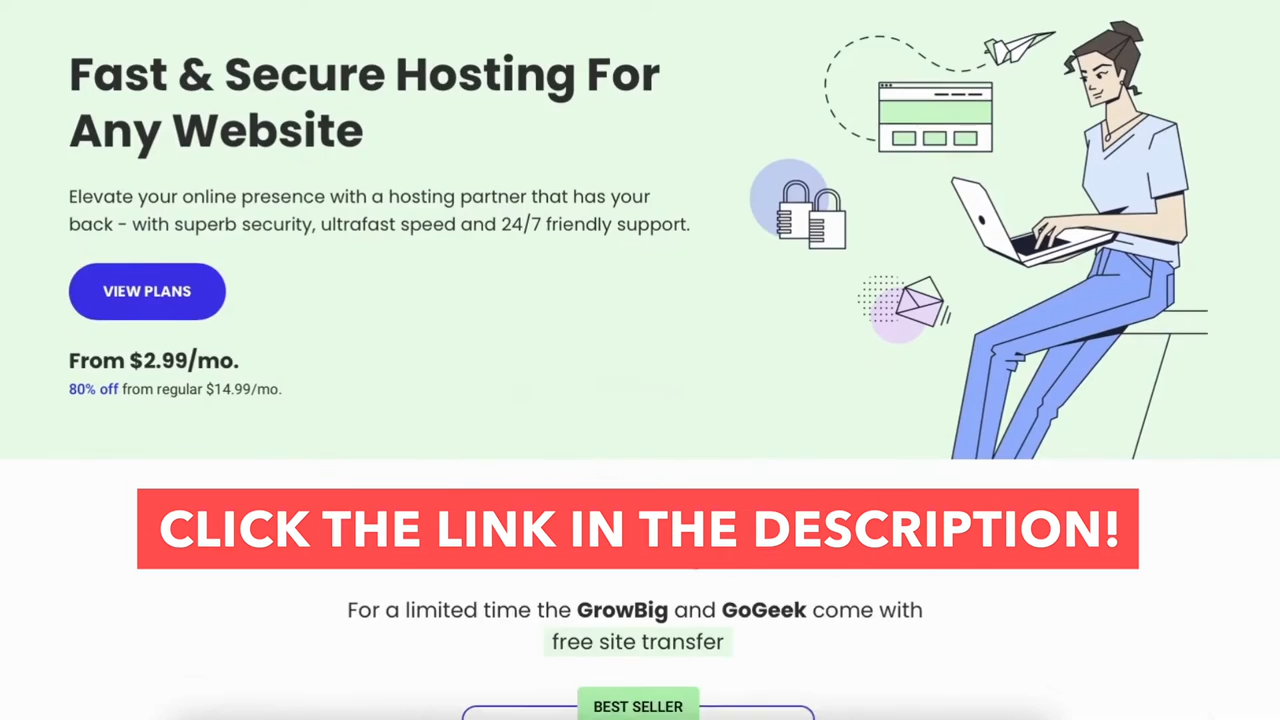 Fast & Secure Hosting For
Any Website
Elevate your online presence with a hosting partner that has your
back - with superb security, ultrafast speed and 24/7 friendly support.
VIEW PLANS
From $2.99/mo.
80% off from regular $14.99/mo.
CLICK THE LINK IN THE DESCRIPTION!
For a limited time the GrowBig and GoGeek come with
free site transfer
BEST SELLER